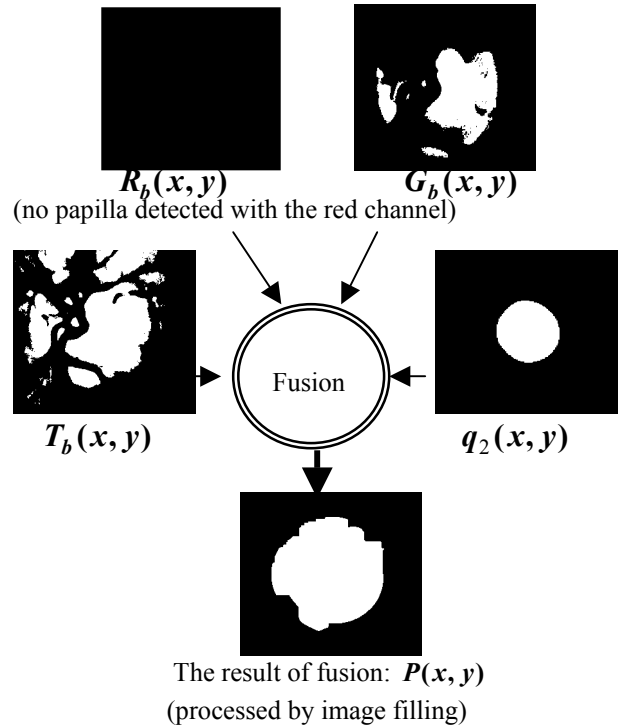 R_b(x, y)
G_b(x, y)
(no papilla detected with the red channel)
Fusion
T_b(x, y)
q_2(x, y)
The result of fusion: P(x, y)
(processed by image filling)